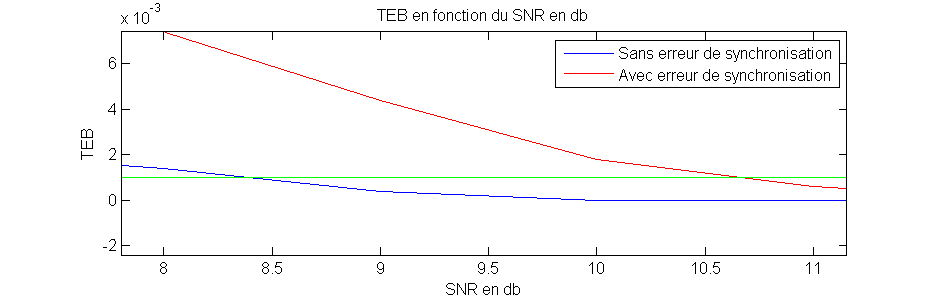 TEB en fonction du SNR en db
x 10^-3
Sans erreur de synchronisation
Avec erreur de synchronisation
6
4
2
0
-2
TEB
8 8.5 9 9.5 10 10.5 11
SNR en db